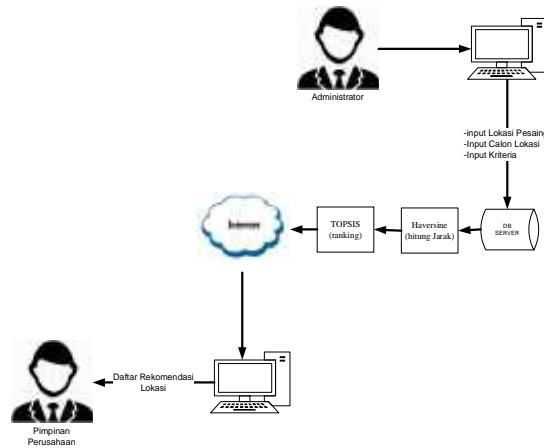 Administrator
-input Lokasi Pesaing
-Input Calon Lokasi
-Input Kriteria
DB
SERVER
Haversine
(hitung Jarak)
TOPSIS
(ranking)
Internet
Daftar Rekomendasi
Lokasi
Pimpinan
Perusahaan